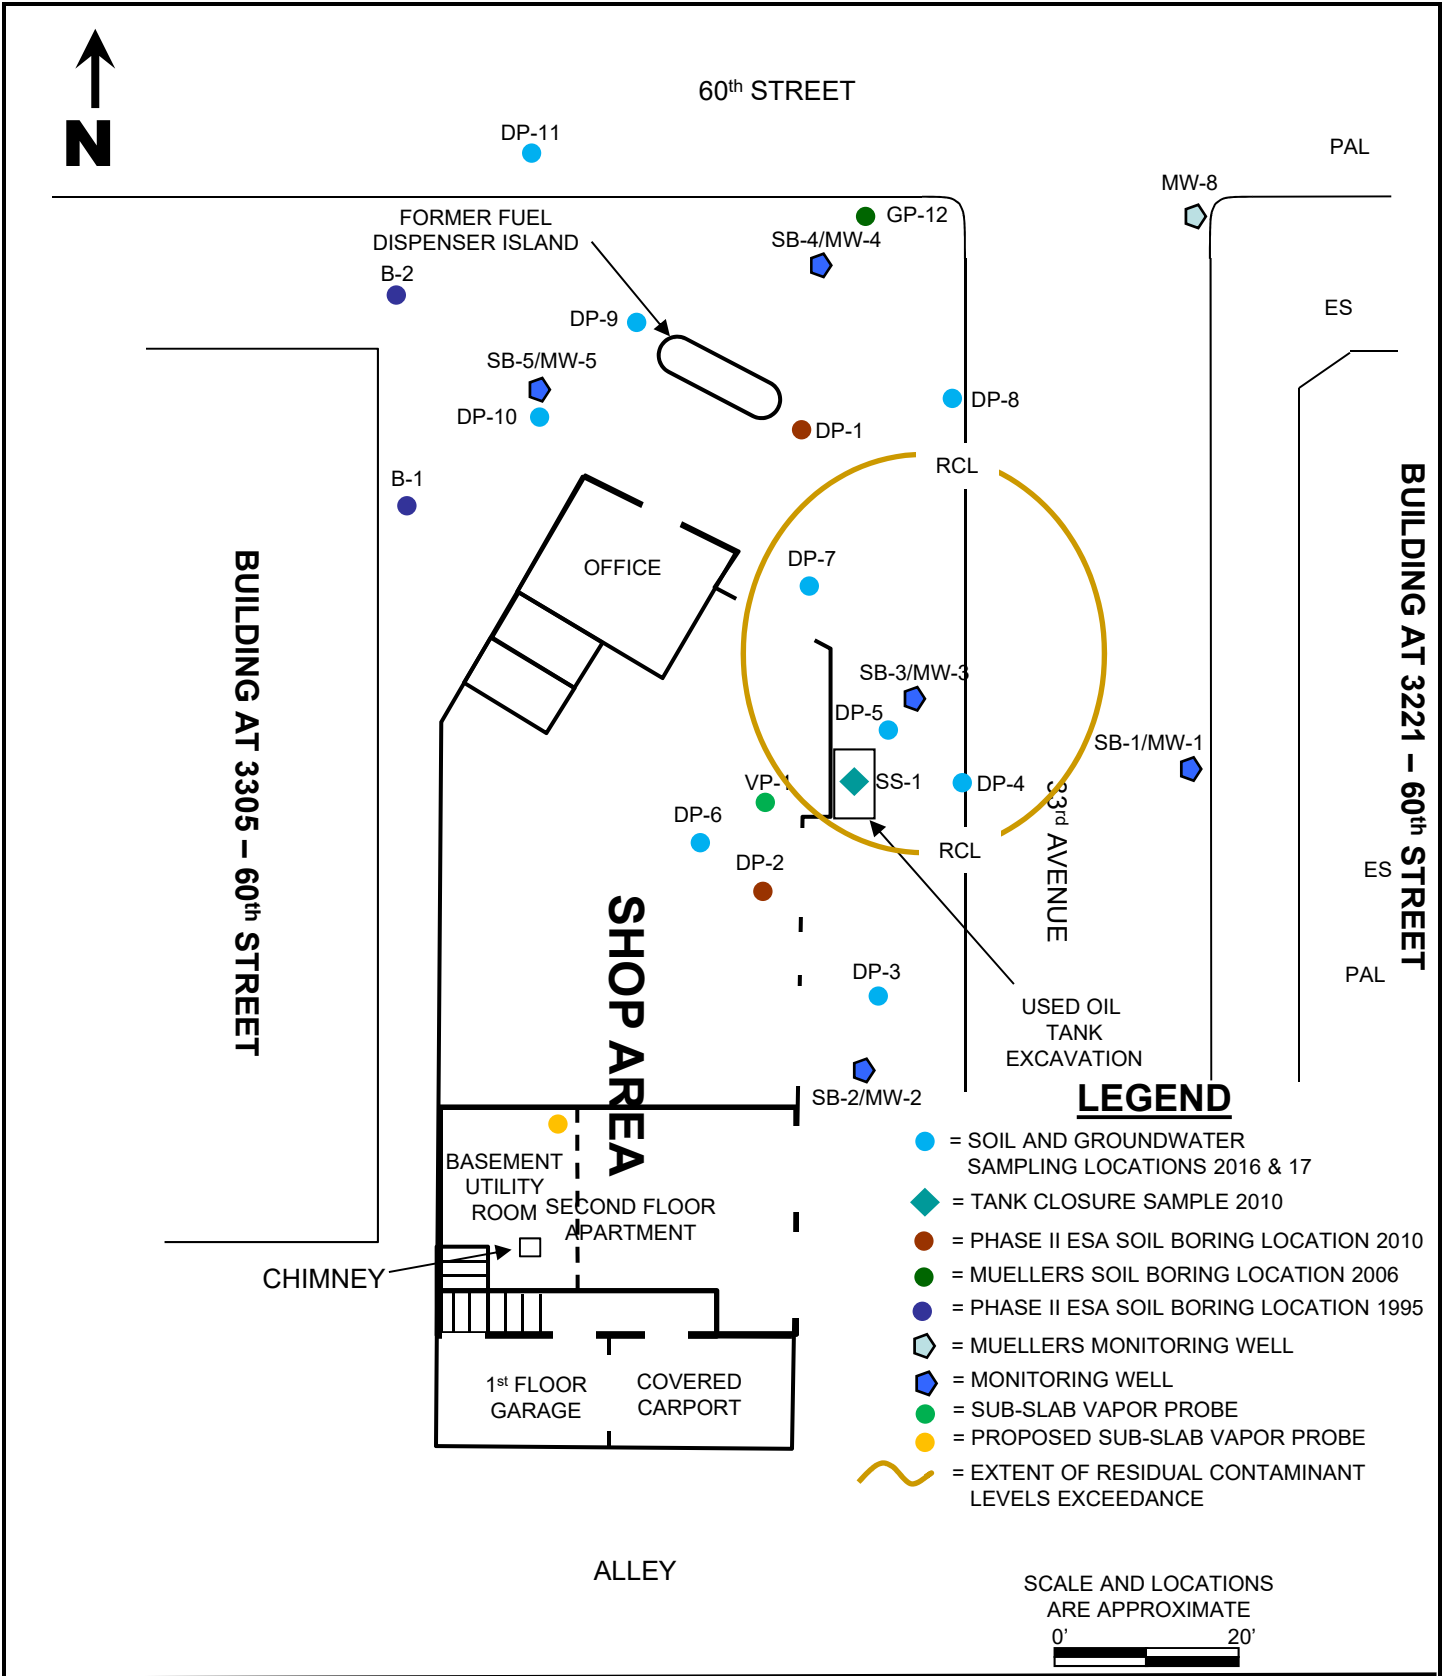 60th STREET
N
DP-11
PAL
MW-8
FORMER FUEL
DISPENSER ISLAND
GP-12
SB-4/MW-4
B-2
ES
DP-9
SB-5/MW-5
DP-10
DP-8
DP-1
RCL
B-1
OFFICE
DP-7
BUILDING AT 3305 – 60th STREET
BUILDING AT 3221 – 60th STREET
SB-3/MW-3
DP-5
SB-1/MW-1
VP-1
SS-1
DP-4
33rd AVENUE
DP-6
RCL
DP-2
ES
SHOP AREA
DP-3
PAL
USED OIL
TANK
EXCAVATION
SB-2/MW-2
LEGEND
= SOIL AND GROUNDWATER
SAMPLING LOCATIONS 2016 & 17
= TANK CLOSURE SAMPLE 2010
= PHASE II ESA SOIL BORING LOCATION 2010
= MUELLERS SOIL BORING LOCATION 2006
= PHASE II ESA SOIL BORING LOCATION 1995
= MUELLERS MONITORING WELL
= MONITORING WELL
= SUB-SLAB VAPOR PROBE
= PROPOSED SUB-SLAB VAPOR PROBE
= EXTENT OF RESIDUAL CONTAMINANT
LEVELS EXCEEDANCE
BASEMENT
UTILITY
ROOM
SECOND FLOOR
APARTMENT
CHIMNEY
1st FLOOR
GARAGE
COVERED
CARPORT
ALLEY
SCALE AND LOCATIONS
ARE APPROXIMATE
0’ 20’